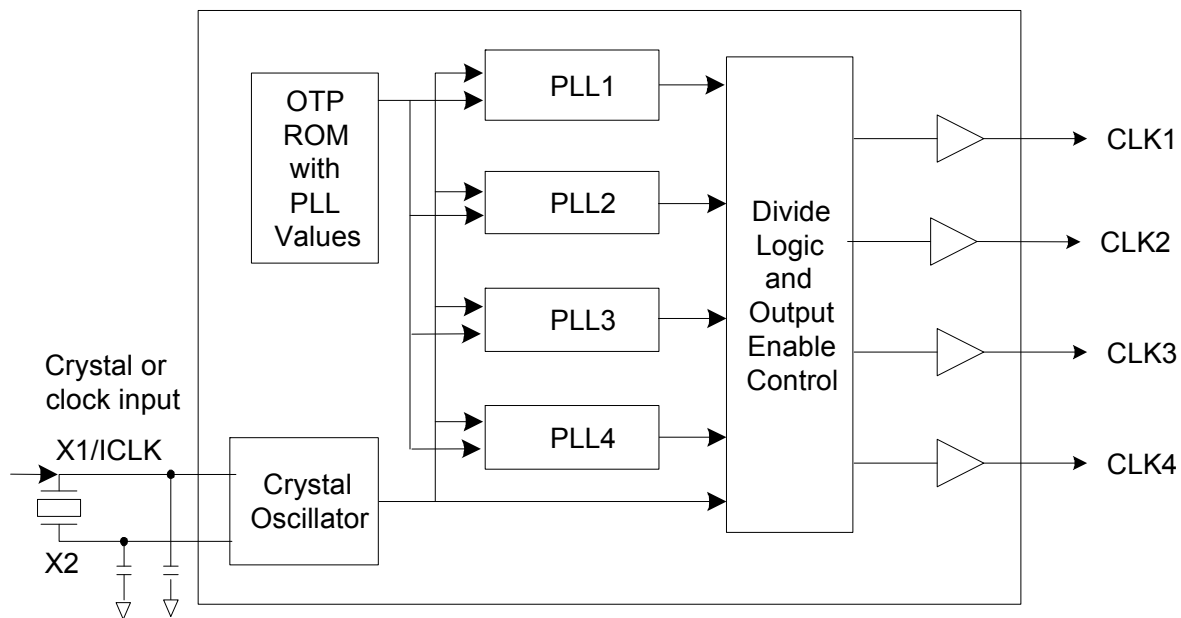 OTP
ROM
with
PLL
Values
PLL1
PLL2
PLL3
PLL4
Divide
Logic
and
Output
Enable
Control
CLK1
CLK2
CLK3
CLK4
Crystal or
clock input
X1/ICLK
X2
Crystal
Oscillator